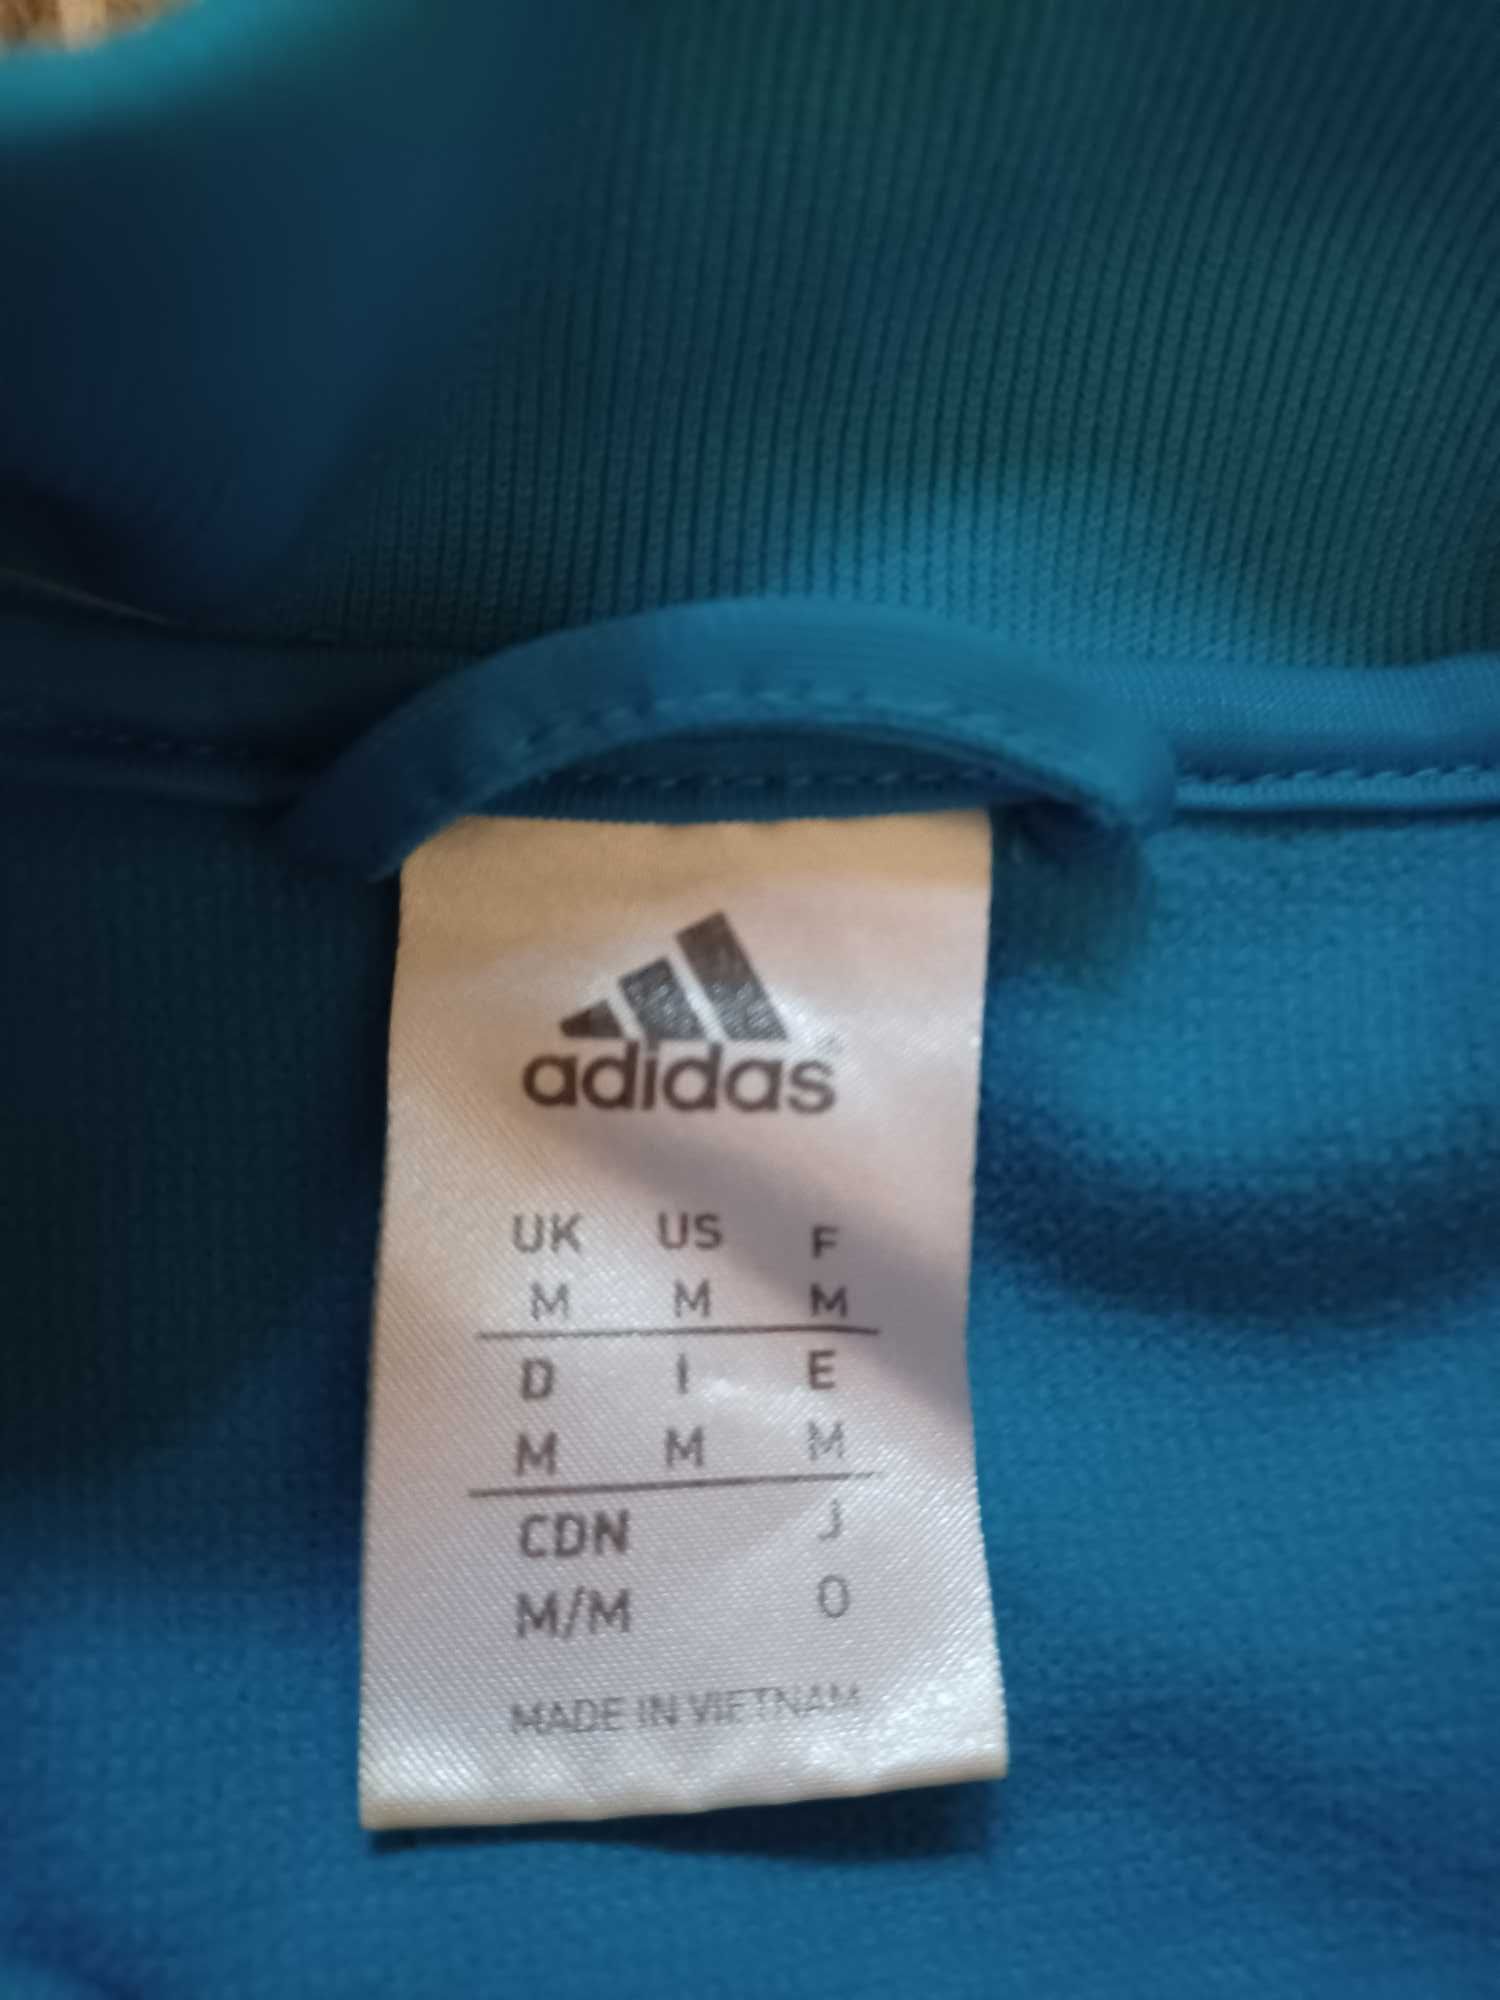 adidas
UK US F
M M M
D I E
M M M
CDN J
M/M O
MADE IN VIETNAM